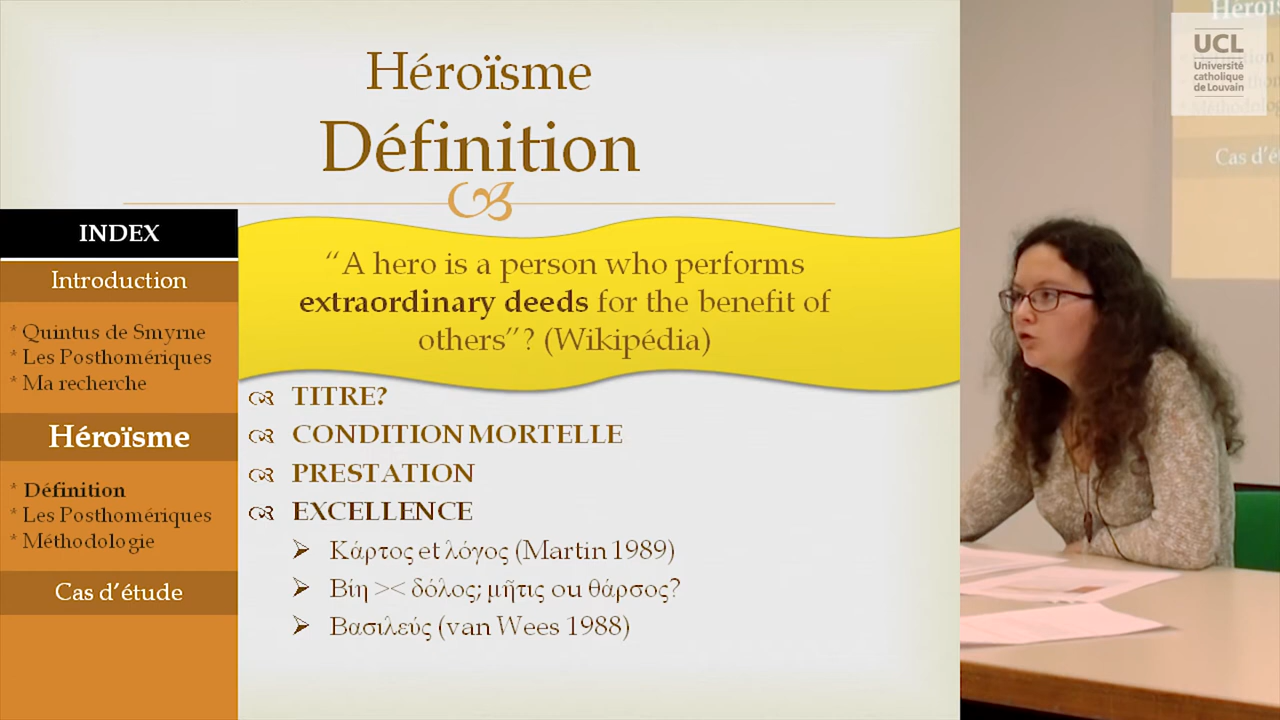 Héroïsme
Définition
INDEX
Introduction
* Quintus de Smyrne
* Les Posthomériques
* Ma recherche
Héroïsme
* Définition
* Les Posthomériques
* Méthodologie
Cas d'étude
“A hero is a person who performs
extraordinary deeds for the benefit of
others”? (Wikipédia)
TITRE?
CONDITION MORTELLE
PRESTATION
EXCELLENCE
Κάρτος et λόγος (Martin 1989)
Βίη >< δόλος; μῆτις ou θάρσος?
Βασιλεύς (van Wees 1988)
UCL
Université
catholique
de Louvain
Cas d'é